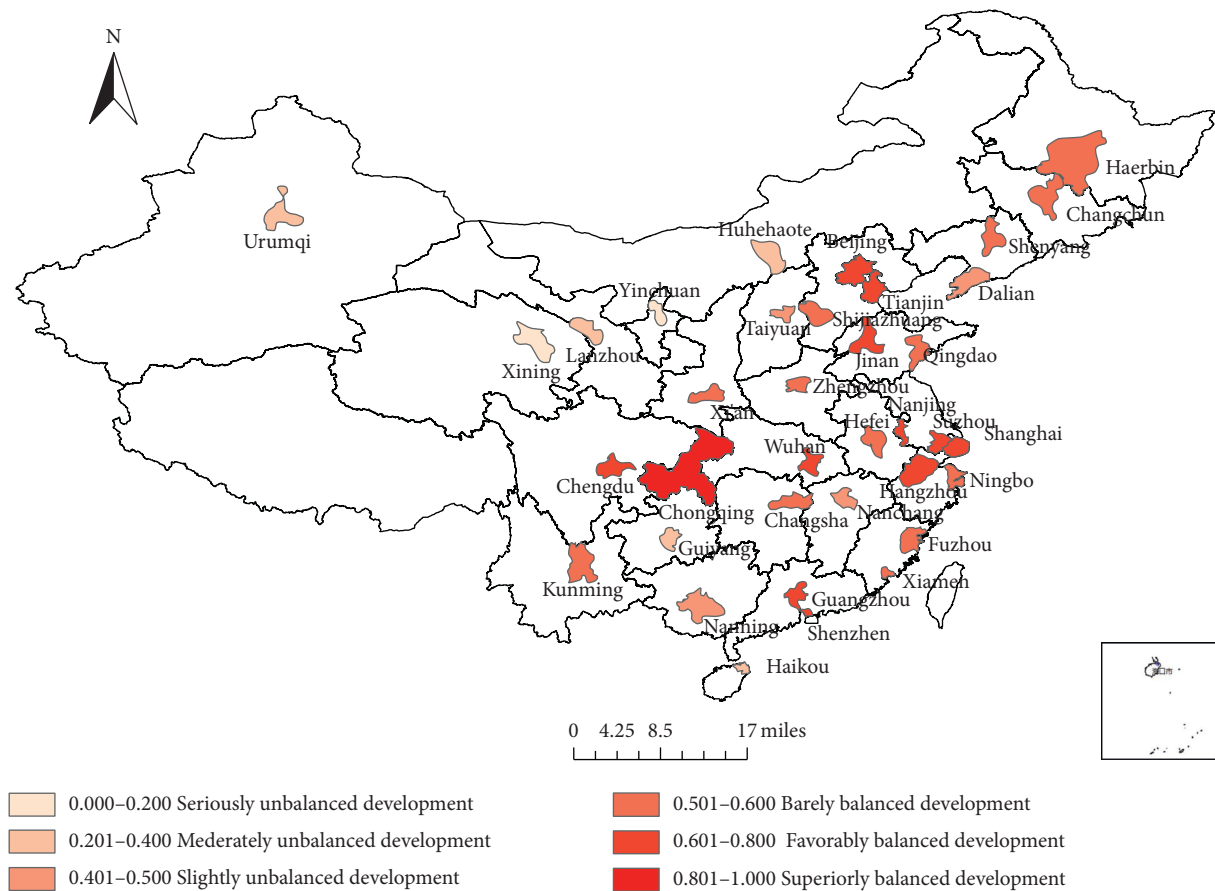 N
Haerbin
Changchun
Urumqi
Huhehaote
Beijing
Shenyang
Yinchuan
Tianjin
Dalian
Taiyuan
Shijiazhuang
Xining
Lanzhou
Jinan
Qingdao
Zhengzhou
Xi'an
Nanjing
Hefei
Suzhou
Shanghai
Wuhan
Chengdu
Hangzhou
Ningbo
Chongqing
Changsha
Nanchang
Guiyang
Fuzhou
Kunming
Xiamen
Guangzhou
Nanning
Shenzhen
Haikou
0 4.25 8.5 17 miles
0.000–0.200 Seriously unbalanced development
0.201–0.400 Mederately unbalanced development
0.401–0.500 Slightly unbalanced development
0.501–0.600 Barely balanced development
0.601–0.800 Favorably balanced development
0.801–1.000 Superiorly balanced development